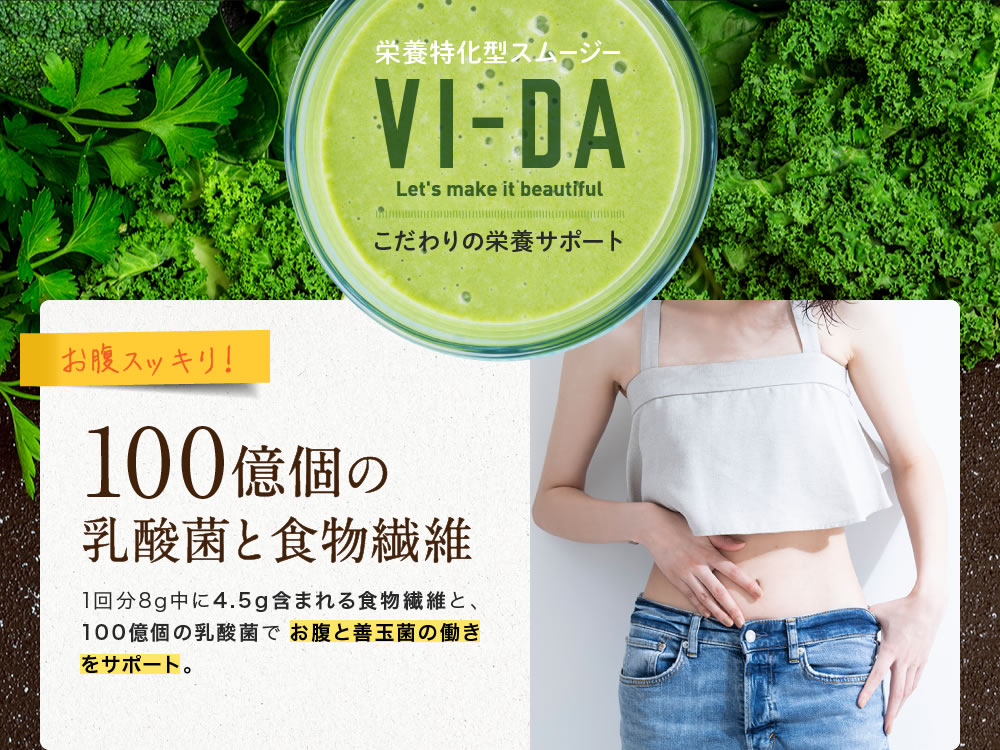 栄養特化型スムージー
VI-DA
Let's make it beautiful
こだわりの栄養サポート
お腹スッキリ！
100億個の
乳酸菌と食物繊維
1回分8g中に4.5g含まれる食物繊維と、
100億個の乳酸菌で お腹と善玉菌の働き
をサポート。